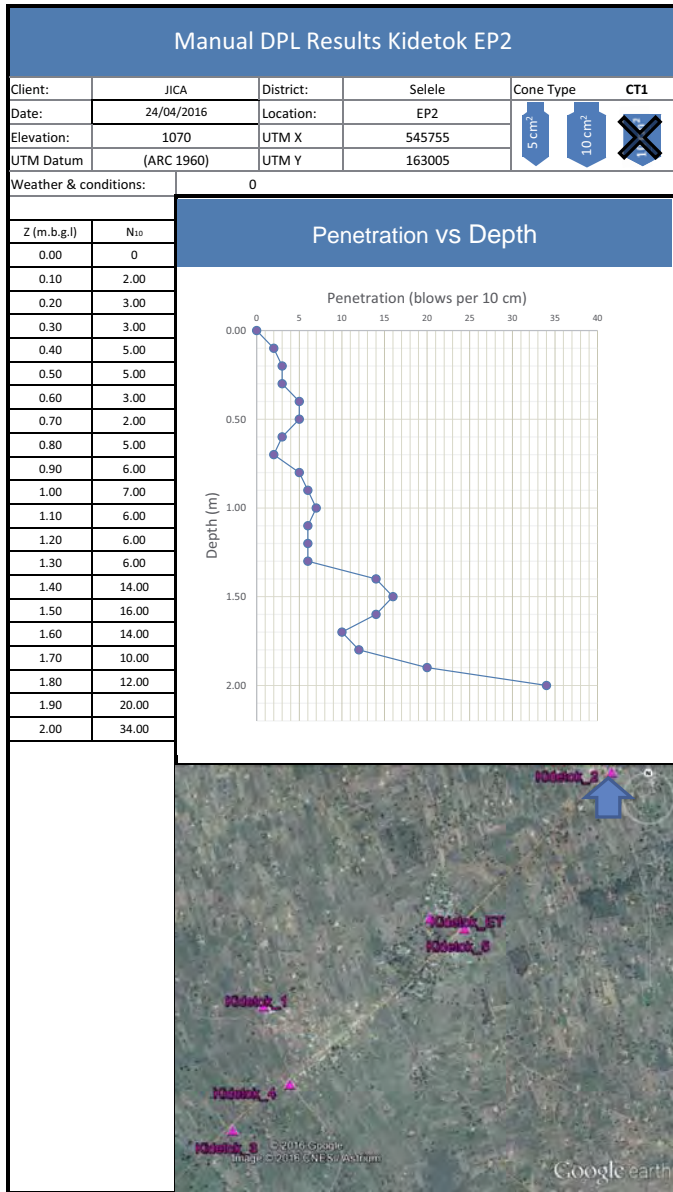 Manual DPL Results Kidetok EP2
Client: JICA District: Selele Cone Type CT1
Date: 24/04/2016 Location: EP2
Elevation: 1070 UTM X 545755
UTM Datum (ARC 1960) UTM Y 163005
5 cm²
10 cm²
Weather & conditions: 0
Z (m.b.g.l) N10
0.00 0
0.10 2.00
0.20 3.00
0.30 3.00
0.40 5.00
0.50 5.00
0.60 3.00
0.70 2.00
0.80 5.00
0.90 6.00
1.00 7.00
1.10 6.00
1.20 6.00
1.30 6.00
1.40 14.00
1.50 16.00
1.60 14.00
1.70 10.00
1.80 12.00
1.90 20.00
2.00 34.00
Penetration vs Depth
Penetration (blows per 10 cm)
0 5 10 15 20 25 30 35 40
0.00
0.50
1.00
1.50
2.00
Depth (m)
Kidetok_2
N
Kidetok_ET
Kidetok_5
Kidetok_1
Kidetok_4
Kidetok_3
© 2016 Google
Image © 2016 CNES / Astrium
Google earth